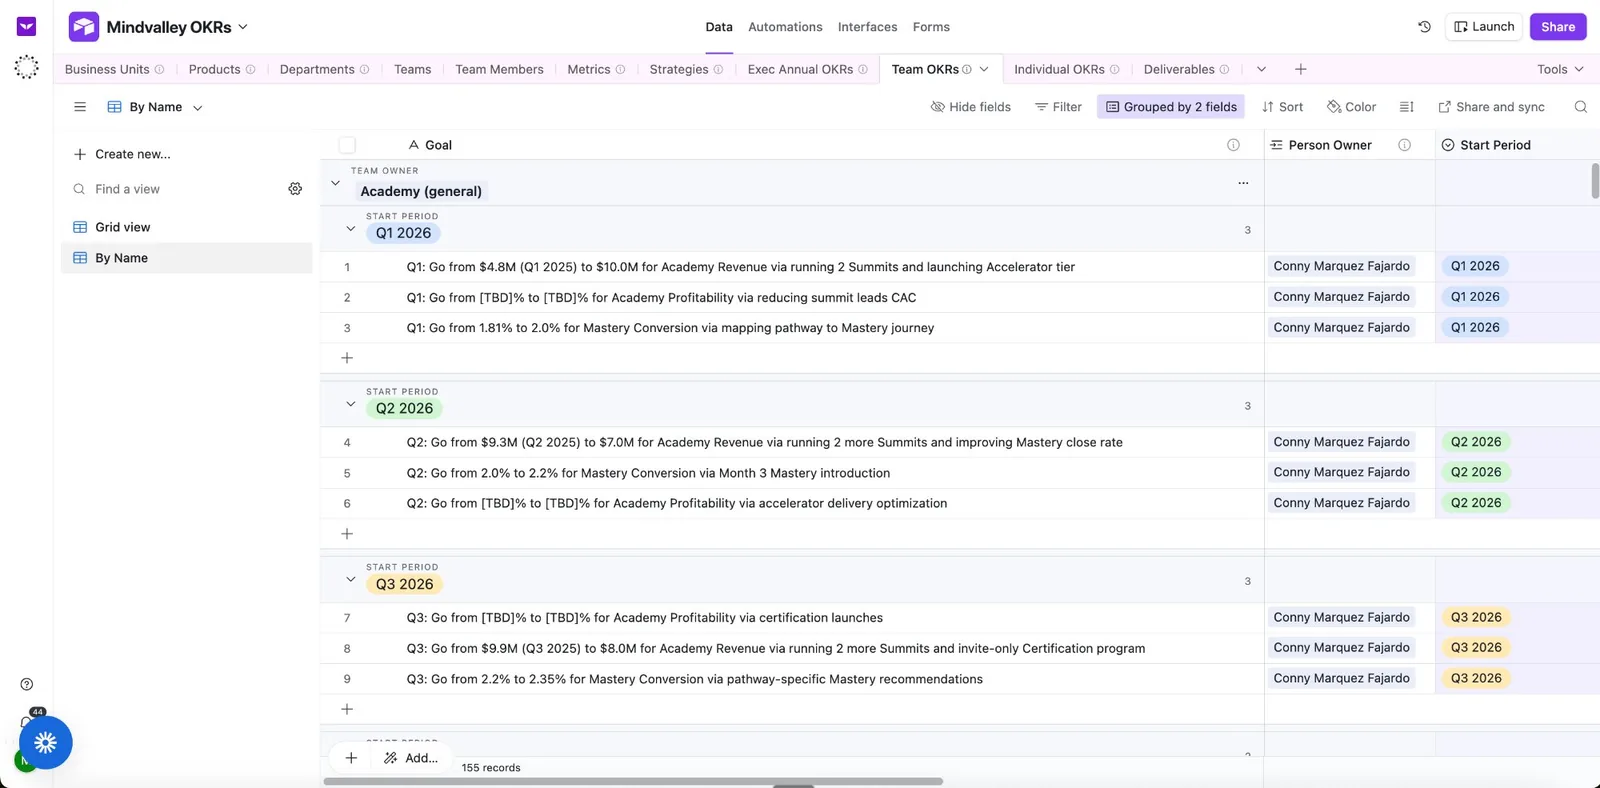 Mindvalley OKRs
Data Automations Interfaces Forms
Launch Share
Business Units Products Departments Teams Team Members Metrics Strategies Exec Annual OKRs Team OKRs Individual OKRs Deliverables Tools
By Name
Hide fields Filter Grouped by 2 fields Sort Color Share and sync
Create new...
Find a view
Grid view
By Name
Goal Person Owner Start Period
TEAM OWNER
Academy (general) ...
START PERIOD
Q1 2026 3
1 Q1: Go from $4.8M (Q1 2025) to $10.0M for Academy Revenue via running 2 Summits and launching Accelerator tier Conny Marquez Fajardo Q1 2026
2 Q1: Go from [TBD]% to [TBD]% for Academy Profitability via reducing summit leads CAC Conny Marquez Fajardo Q1 2026
3 Q1: Go from 1.81% to 2.0% for Mastery Conversion via mapping pathway to Mastery journey Conny Marquez Fajardo Q1 2026
START PERIOD
Q2 2026 3
4 Q2: Go from $9.3M (Q2 2025) to $7.0M for Academy Revenue via running 2 more Summits and improving Mastery close rate Conny Marquez Fajardo Q2 2026
5 Q2: Go from 2.0% to 2.2% for Mastery Conversion via Month 3 Mastery introduction Conny Marquez Fajardo Q2 2026
6 Q2: Go from [TBD]% to [TBD]% for Academy Profitability via accelerator delivery optimization Conny Marquez Fajardo Q2 2026
START PERIOD
Q3 2026 3
7 Q3: Go from [TBD]% to [TBD]% for Academy Profitability via certification launches Conny Marquez Fajardo Q3 2026
8 Q3: Go from $9.9M (Q3 2025) to $8.0M for Academy Revenue via running 2 more Summits and invite-only Certification program Conny Marquez Fajardo Q3 2026
9 Q3: Go from 2.2% to 2.35% for Mastery Conversion via pathway-specific Mastery recommendations Conny Marquez Fajardo Q3 2026
44
Add...
155 records